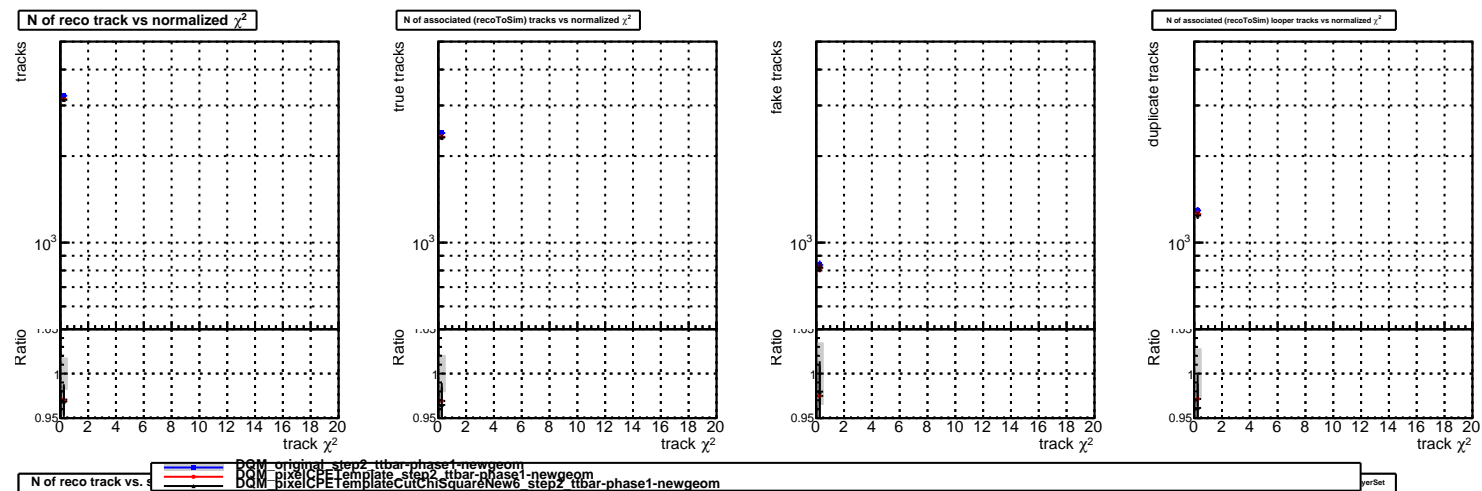 N of reco track vs normalized χ²
N of associated (recoToSim) tracks vs normalized χ²
N of associated (recoToSim) looper tracks vs normalized χ²
tracks
10³
Ratio
1
0.95
0 2 4 6 8 10 12 14 16 18 20
track χ²
true tracks
10³
Ratio
1
0.95
0 2 4 6 8 10 12 14 16 18 20
track χ²
fake tracks
10³
Ratio
1
0.95
0 2 4 6 8 10 12 14 16 18 20
track χ²
duplicate tracks
10³
Ratio
1
0.95
0 2 4 6 8 10 12 14 16 18 20
track χ²
DQM_original_step2_ttbar-phase1-newgeom
DQM_pixelCPETemplate_step2_ttbar-phase1-newgeom
DQM_pixelCPETemplateCutChiSquareNew6_step2_ttbar-phase1-newgeom
N of reco track vs.